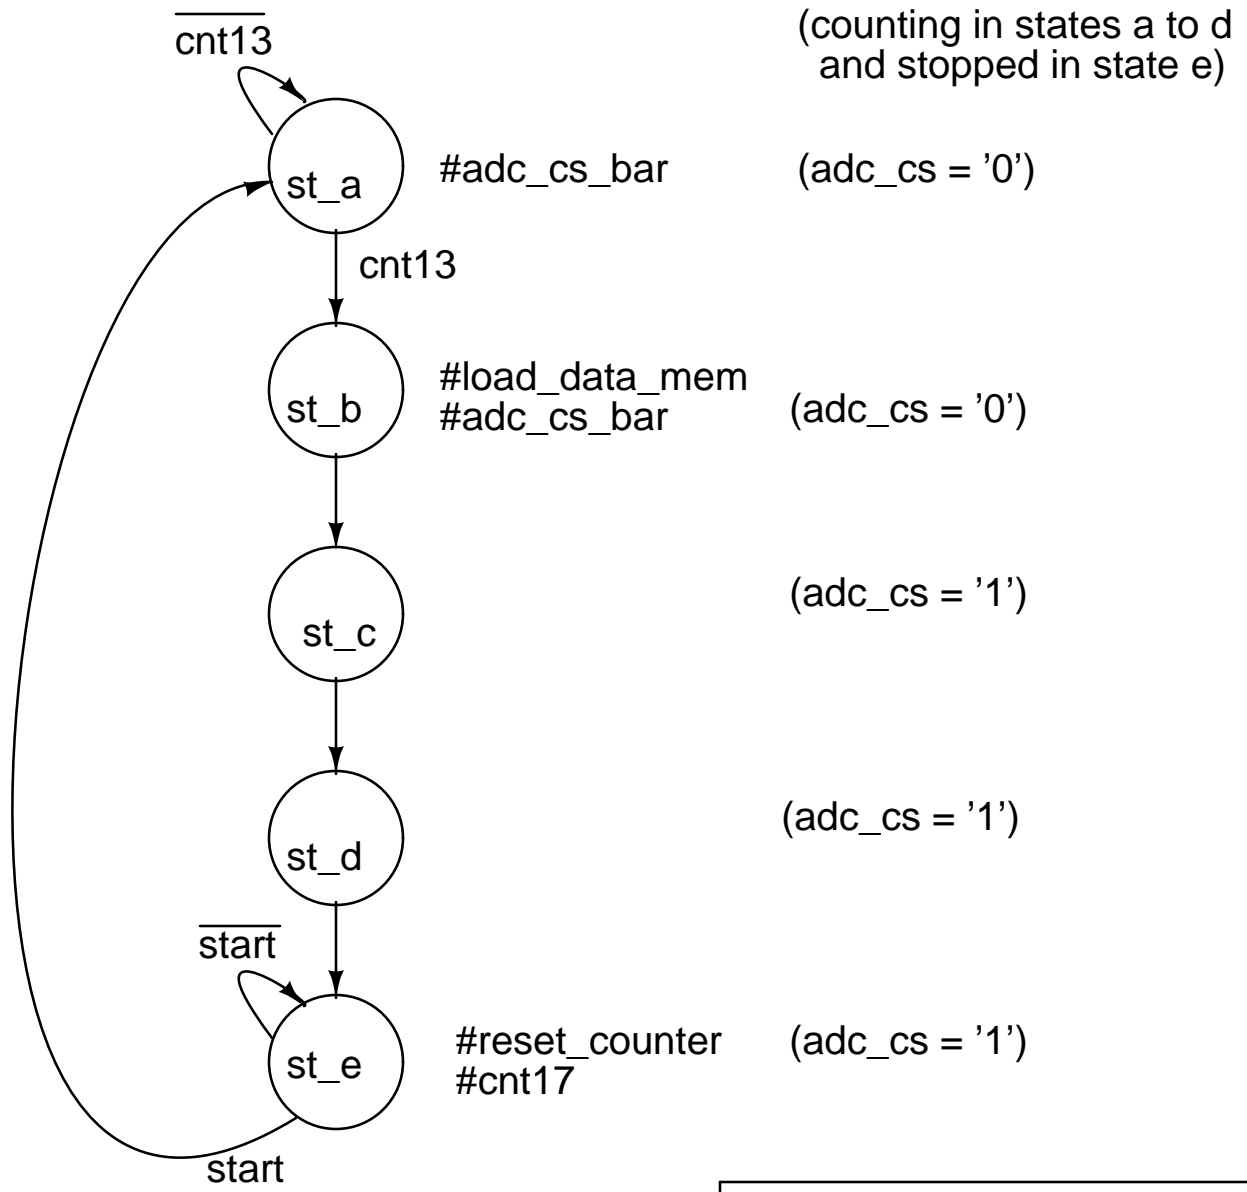 cnt13
(counting in states a to d
and stopped in state e)
st_a
#adc_cs_bar
(adc_cs = ’0’)
cnt13
st_b
#load_data_mem
#adc_cs_bar
(adc_cs = ’0’)
st_c
(adc_cs = ’1’)
st_d
(adc_cs = ’1’)
start
st_e
#reset_counter
#cnt17
(adc_cs = ’1’)
start